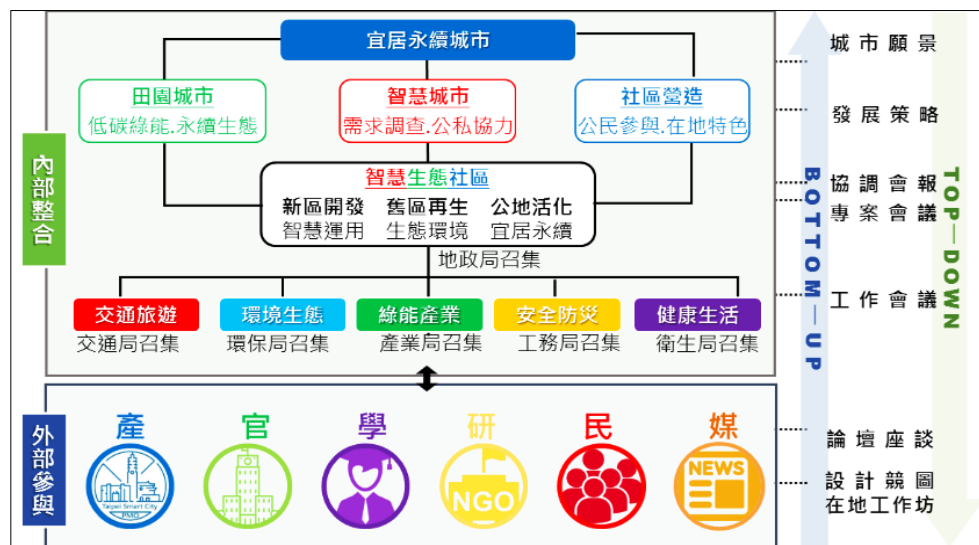 宜居永續城市
城市願景
田園城市
低碳綠能.永續生態
智慧城市
需求調查.公私協力
社區營造
公民參與.在地特色
發展策略
內部整合
智慧生態社區
新區開發 舊區再生 公地活化
智慧運用 生態環境 宜居永續
地政局召集
協調會報
專案會議
交通旅遊
交通局召集
環境生態
環保局召集
綠能產業
產業局召集
安全防災
工務局召集
健康生活
衛生局召集
工作會議
BOTTOM—UP
TOP—DOWN
外部參與
產
官
學
研
民
媒
Taipei Smart City
PMO
NGO
NEWS
論壇座談
設計競圖
在地工作坊